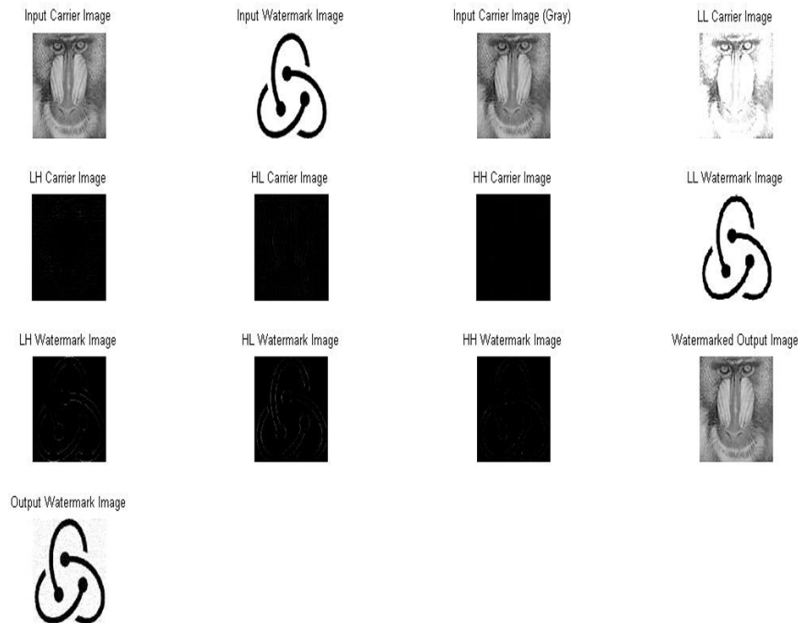 Input Carrier Image
Input Watermark Image
Input Carrier Image (Gray)
LL Carrier Image
LH Carrier Image
HL Carrier Image
HH Carrier Image
LL Watermark Image
LH Watermark Image
HL Watermark Image
HH Watermark Image
Watermarked Output Image
Output Watermark Image